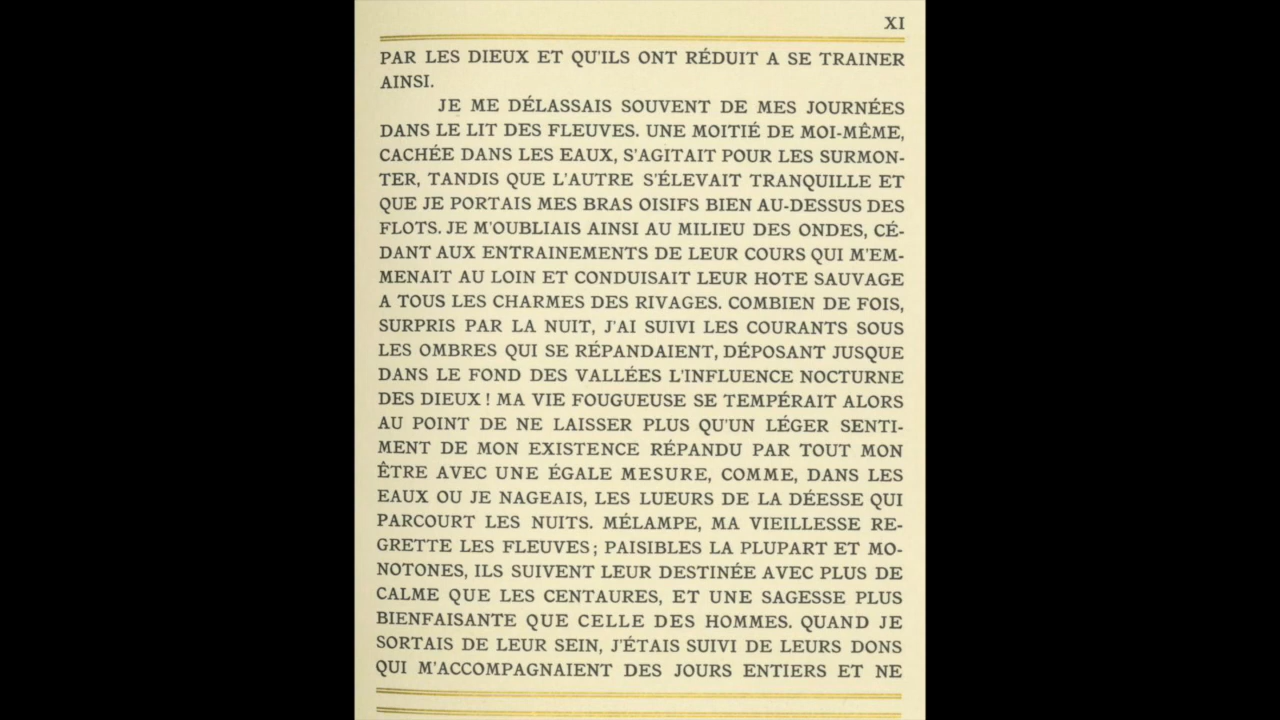 XI
PAR LES DIEUX ET QU'ILS ONT RÉDUIT A SE TRAINER
AINSI.
JE ME DÉLASSAIS SOUVENT DE MES JOURNÉES
DANS LE LIT DES FLEUVES. UNE MOITIÉ DE MOI-MÊME,
CACHÉE DANS LES EAUX, S'AGITAIT POUR LES SURMON-
TER, TANDIS QUE L'AUTRE S'ÉLEVAIT TRANQUILLE ET
QUE JE PORTAIS MES BRAS OISIFS BIEN AU-DESSUS DES
FLOTS. JE M'OUBLIAIS AINSI AU MILIEU DES ONDES, CÉ-
DANT AUX ENTRAINEMENTS DE LEUR COURS QUI M'EM-
MENAIT AU LOIN ET CONDUISAIT LEUR HOTE SAUVAGE
A TOUS LES CHARMES DES RIVAGES. COMBIEN DE FOIS,
SURPRIS PAR LA NUIT, J'AI SUIVI LES COURANTS SOUS
LES OMBRES QUI SE RÉPANDAIENT, DÉPOSANT JUSQUE
DANS LE FOND DES VALLÉES L'INFLUENCE NOCTURNE
DES DIEUX ! MA VIE FOUGUEUSE SE TEMPÉRAIT ALORS
AU POINT DE NE LAISSER PLUS QU'UN LÉGER SENTI-
MENT DE MON EXISTENCE RÉPANDU PAR TOUT MON
ÊTRE AVEC UNE ÉGALE MESURE, COMME, DANS LES
EAUX OU JE NAGEAIS, LES LUEURS DE LA DÉESSE QUI
PARCOURT LES NUITS. MÉLAMPE, MA VIEILLESSE RE-
GRETTE LES FLEUVES ; PAISIBLES LA PLUPART ET MO-
NOTONES, ILS SUIVENT LEUR DESTINÉE AVEC PLUS DE
CALME QUE LES CENTAURES, ET UNE SAGESSE PLUS
BIENFAISANTE QUE CELLE DES HOMMES. QUAND JE
SORTAIS DE LEUR SEIN, J'ÉTAIS SUIVI DE LEURS DONS
QUI M'ACCOMPAGNAIENT DES JOURS ENTIERS ET NE